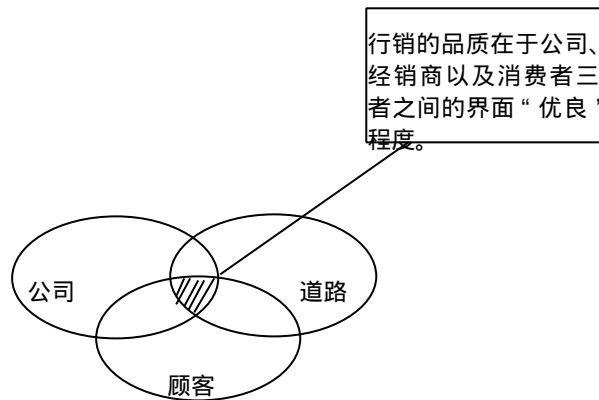 行销的品质在于公司、
经销商以及消费者三
者之间的界面“优良”
程度。
公司
道路
顾客